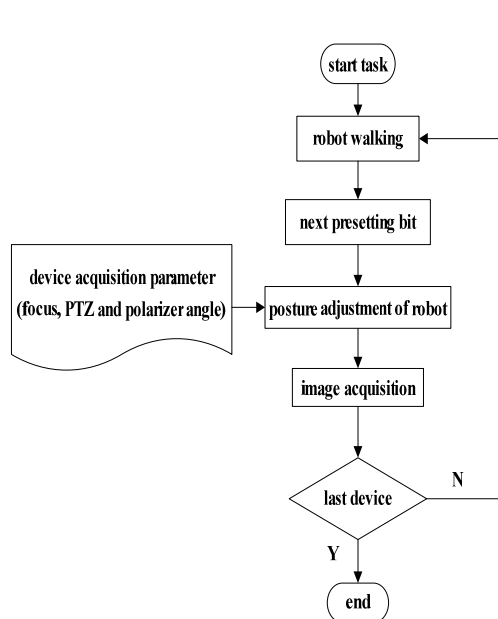 start task
robot walking
next presetting bit
device acquisition parameter
(focus, PTZ and polarizer angle)
posture adjustment of robot
image acquisition
last device
N
Y
end